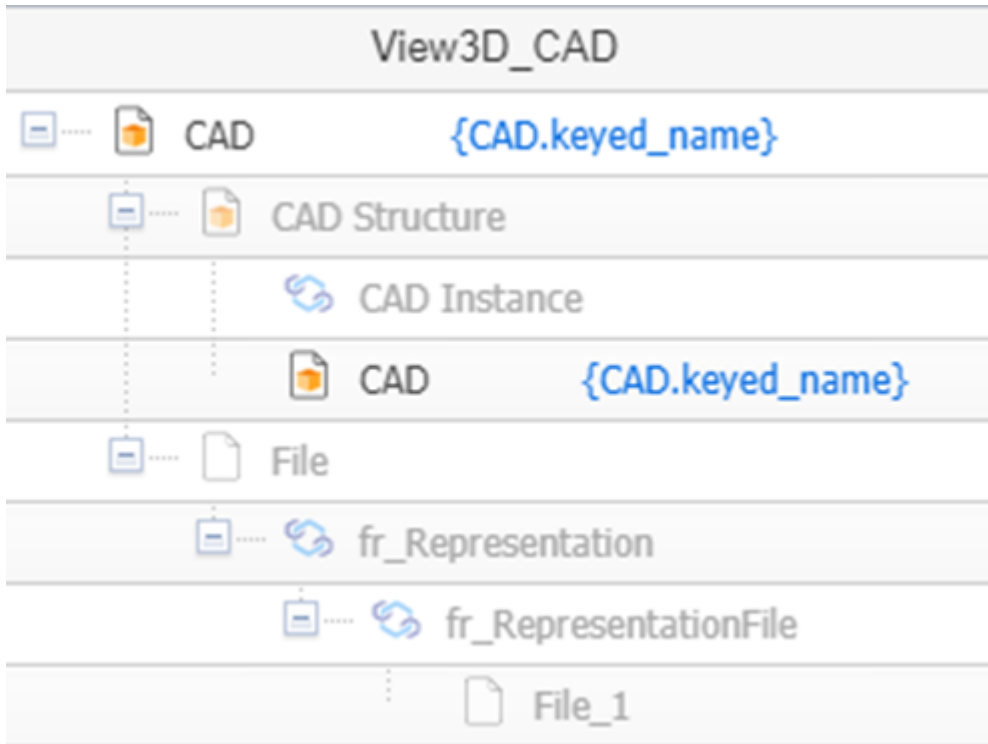 View3D_CAD
CAD {CAD.keyed_name}
CAD Structure
CAD Instance
CAD {CAD.keyed_name}
File
fr_Representation
fr_RepresentationFile
File_1